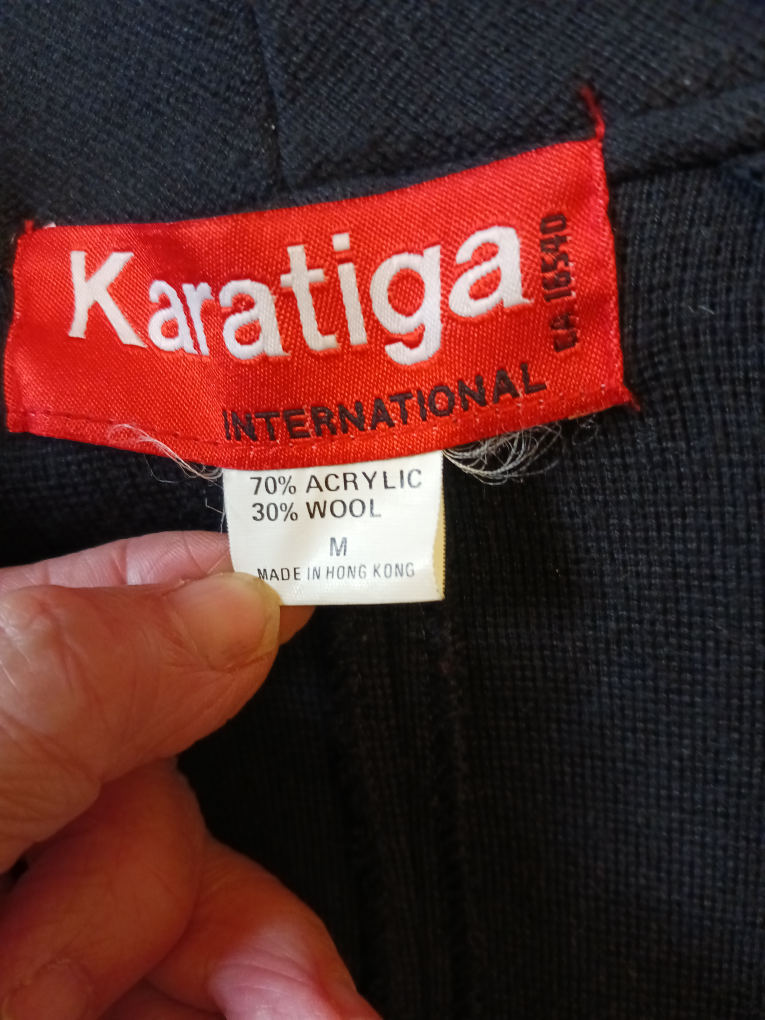 Karatiga
INTERNATIONAL
CA 16540
70% ACRYLIC
30% WOOL
M
MADE IN HONG KONG